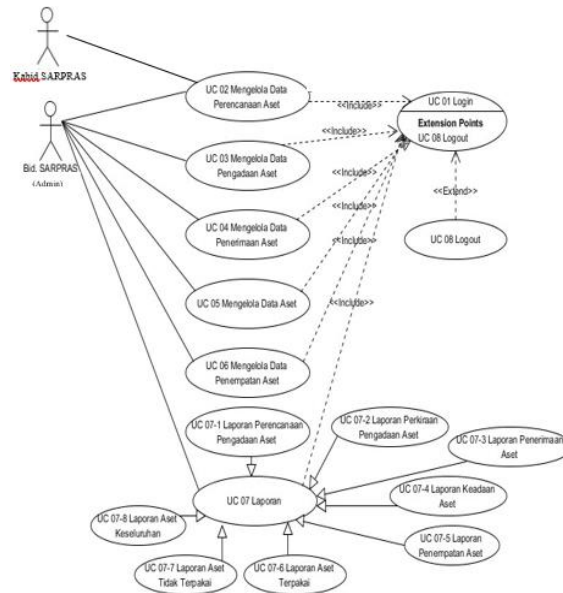 Kabid SARPRAS
Bid. SARPRAS
(Admin)
UC 02 Mengelola Data
Perencanaan Aset
<<Include>>
UC 01 Login
Extension Points
UC 08 Logout
UC 03 Mengelola Data
Pengadaan Aset
<<Include>>
<<Include>>
<<Extend>>
UC 04 Mengelola Data
Penerimaan Aset
<<Include>>
<<Include>>
UC 08 Logout
UC 05 Mengelola Data Aset
<<Include>>
UC 06 Mengelola Data
Penempatan Aset
UC 07-1 Laporan Perencanaan
Pengadaan Aset
UC 07-2 Laporan Perkiraan
Pengadaan Aset
UC 07-3 Laporan Penerimaan
Aset
UC 07 Laporan
UC 07-4 Laporan Keadaan
Aset
UC 07-8 Laporan Aset
Keseluruhan
UC 07-5 Laporan
Penempatan Aset
UC 07-7 Laporan Aset
Tidak Terpakai
UC 07-6 Laporan Aset
Terpakai